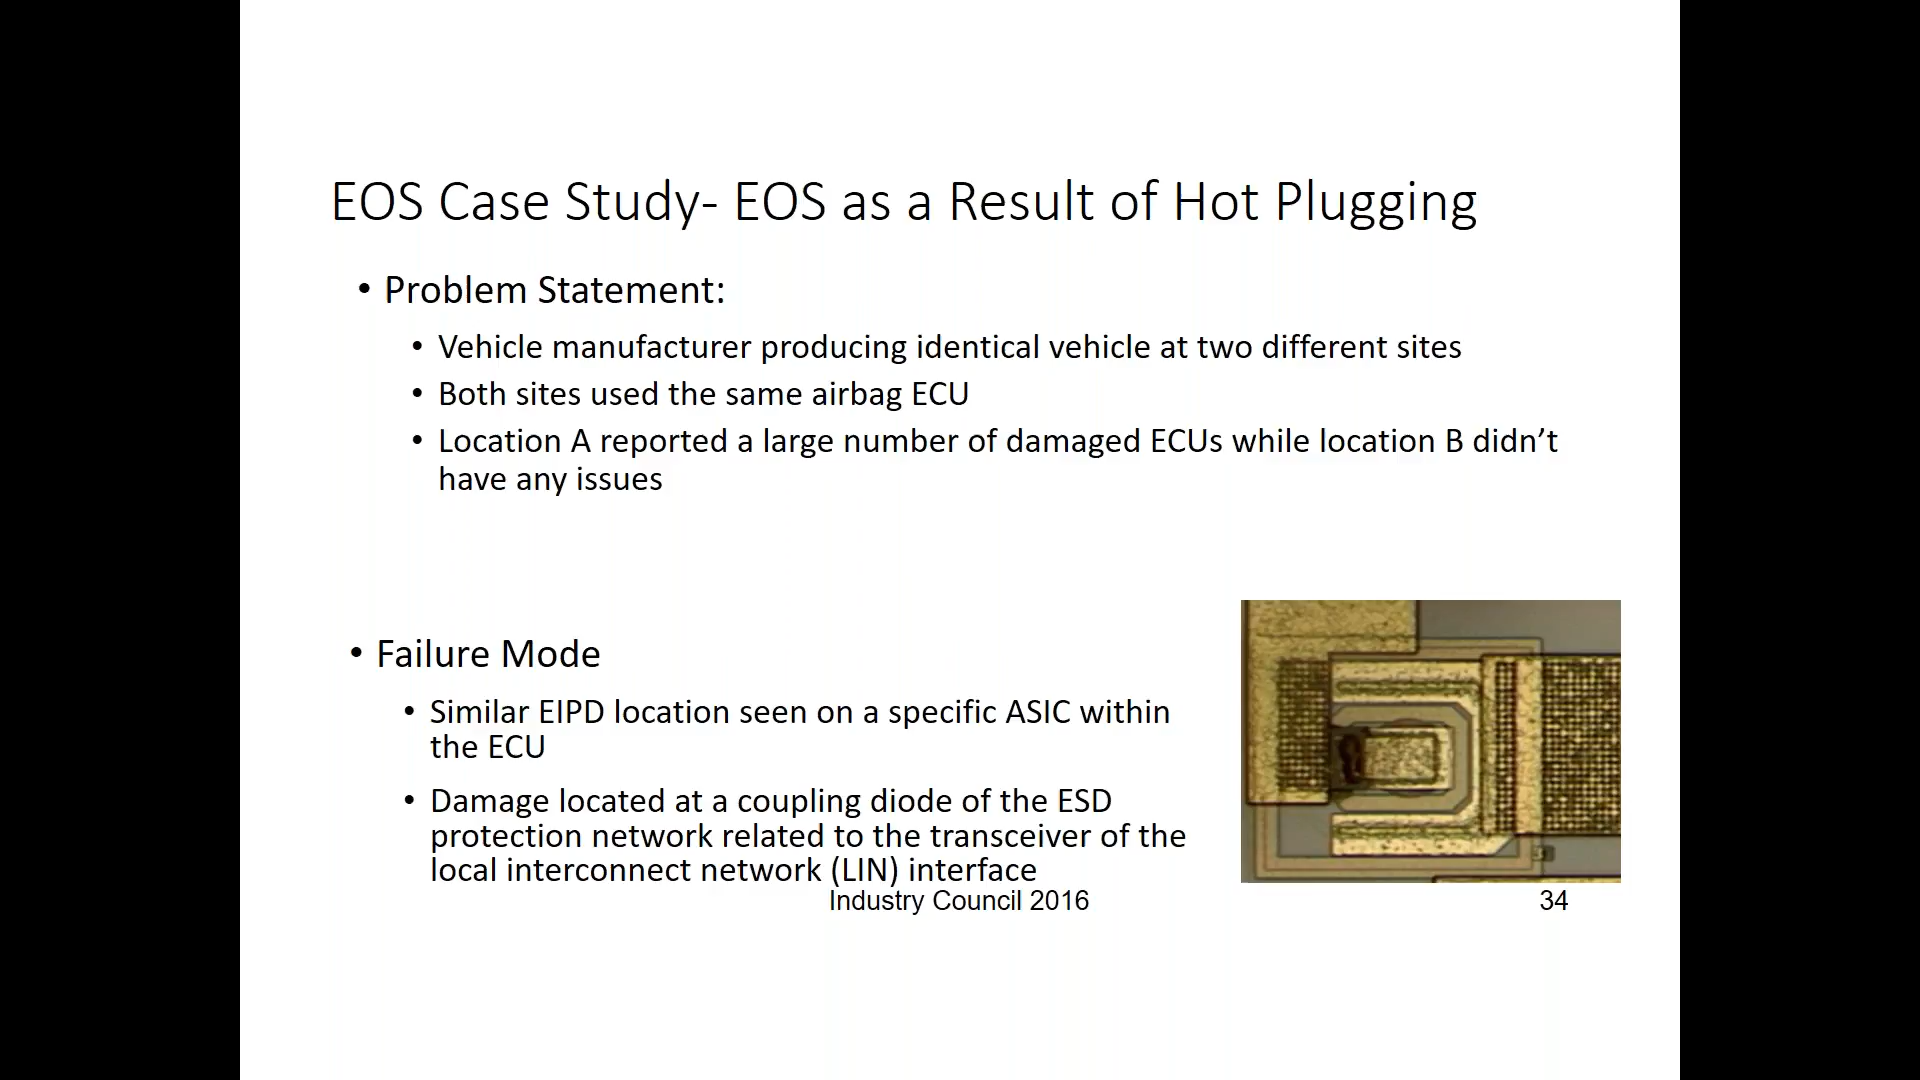 EOS Case Study- EOS as a Result of Hot Plugging
• Problem Statement:
• Vehicle manufacturer producing identical vehicle at two different sites
• Both sites used the same airbag ECU
• Location A reported a large number of damaged ECUs while location B didn’t
have any issues
• Failure Mode
• Similar EIPD location seen on a specific ASIC within
the ECU
• Damage located at a coupling diode of the ESD
protection network related to the transceiver of the
local interconnect network (LIN) interface
Industry Council 2016
34